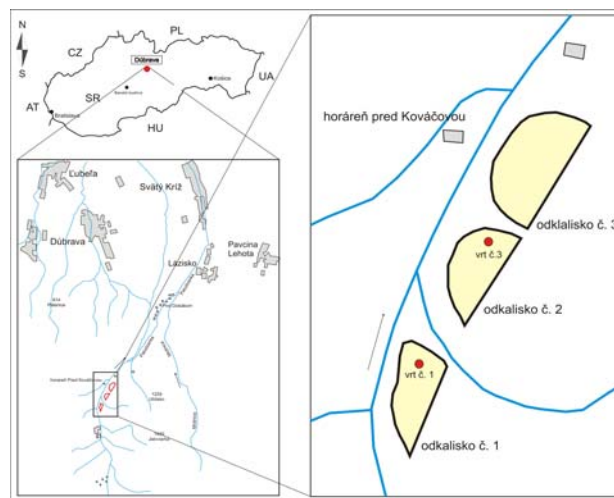 N
S
PL
CZ
Dúbrava
UA
Košice
SR
AT
Bratislava
HU
Ľubeľa
Svätý Kríž
Dúbrava
Pavčina
Lehota
Lazisko
horáreň pred Kováčovou
odklalisko č. 3
vrt č.3
odkalisko č. 2
vrt č. 1
odkalisko č. 1